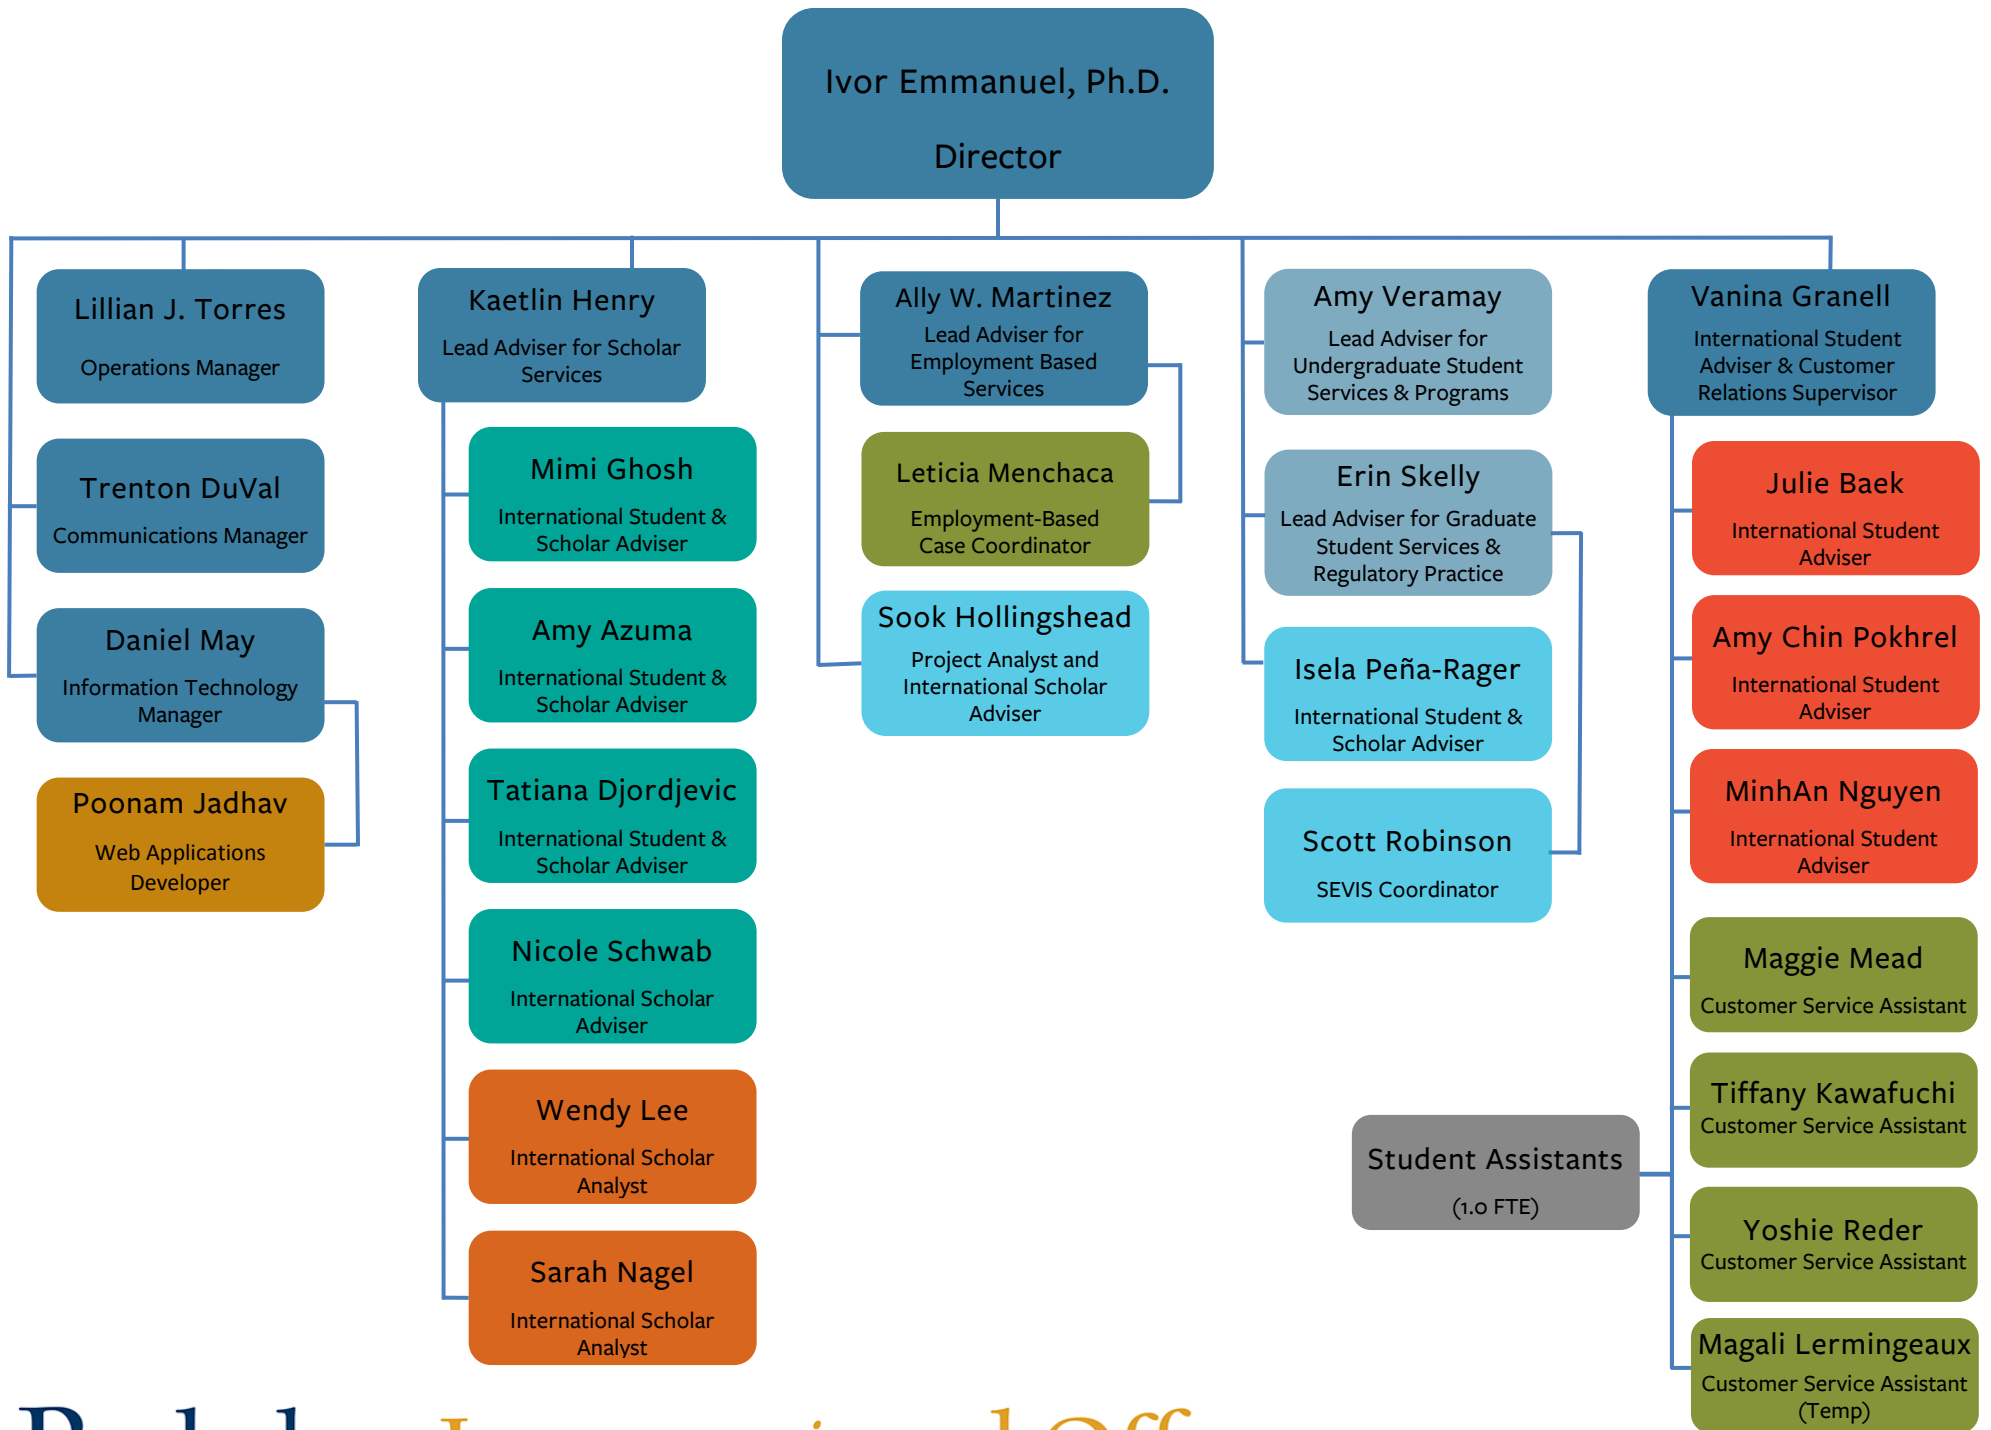 Ivor Emmanuel, Ph.D.
Director
Lillian J. Torres
Operations Manager
Trenton DuVal
Communications Manager
Daniel May
Information Technology
Manager
Poonam Jadhav
Web Applications
Developer
Kaetlin Henry
Lead Adviser for Scholar
Services
Mimi Ghosh
International Student &
Scholar Adviser
Amy Azuma
International Student &
Scholar Adviser
Tatiana Djordjevic
International Student &
Scholar Adviser
Nicole Schwab
International Scholar
Adviser
Wendy Lee
International Scholar
Analyst
Sarah Nagel
International Scholar
Analyst
Ally W. Martinez
Lead Adviser for
Employment Based
Services
Leticia Menchaca
Employment-Based
Case Coordinator
Sook Hollingshead
Project Analyst and
International Scholar
Adviser
Amy Veramay
Lead Adviser for
Undergraduate Student
Services & Programs
Erin Skelly
Lead Adviser for Graduate
Student Services &
Regulatory Practice
Isela Peña-Rager
International Student &
Scholar Adviser
Scott Robinson
SEVIS Coordinator
Student Assistants
(1.0 FTE)
Vanina Granell
International Student
Adviser & Customer
Relations Supervisor
Julie Baek
International Student
Adviser
Amy Chin Pokhrel
International Student
Adviser
MinhAn Nguyen
International Student
Adviser
Maggie Mead
Customer Service Assistant
Tiffany Kawafuchi
Customer Service Assistant
Yoshie Reder
Customer Service Assistant
Magali Lermingeaux
Customer Service Assistant
(Temp)